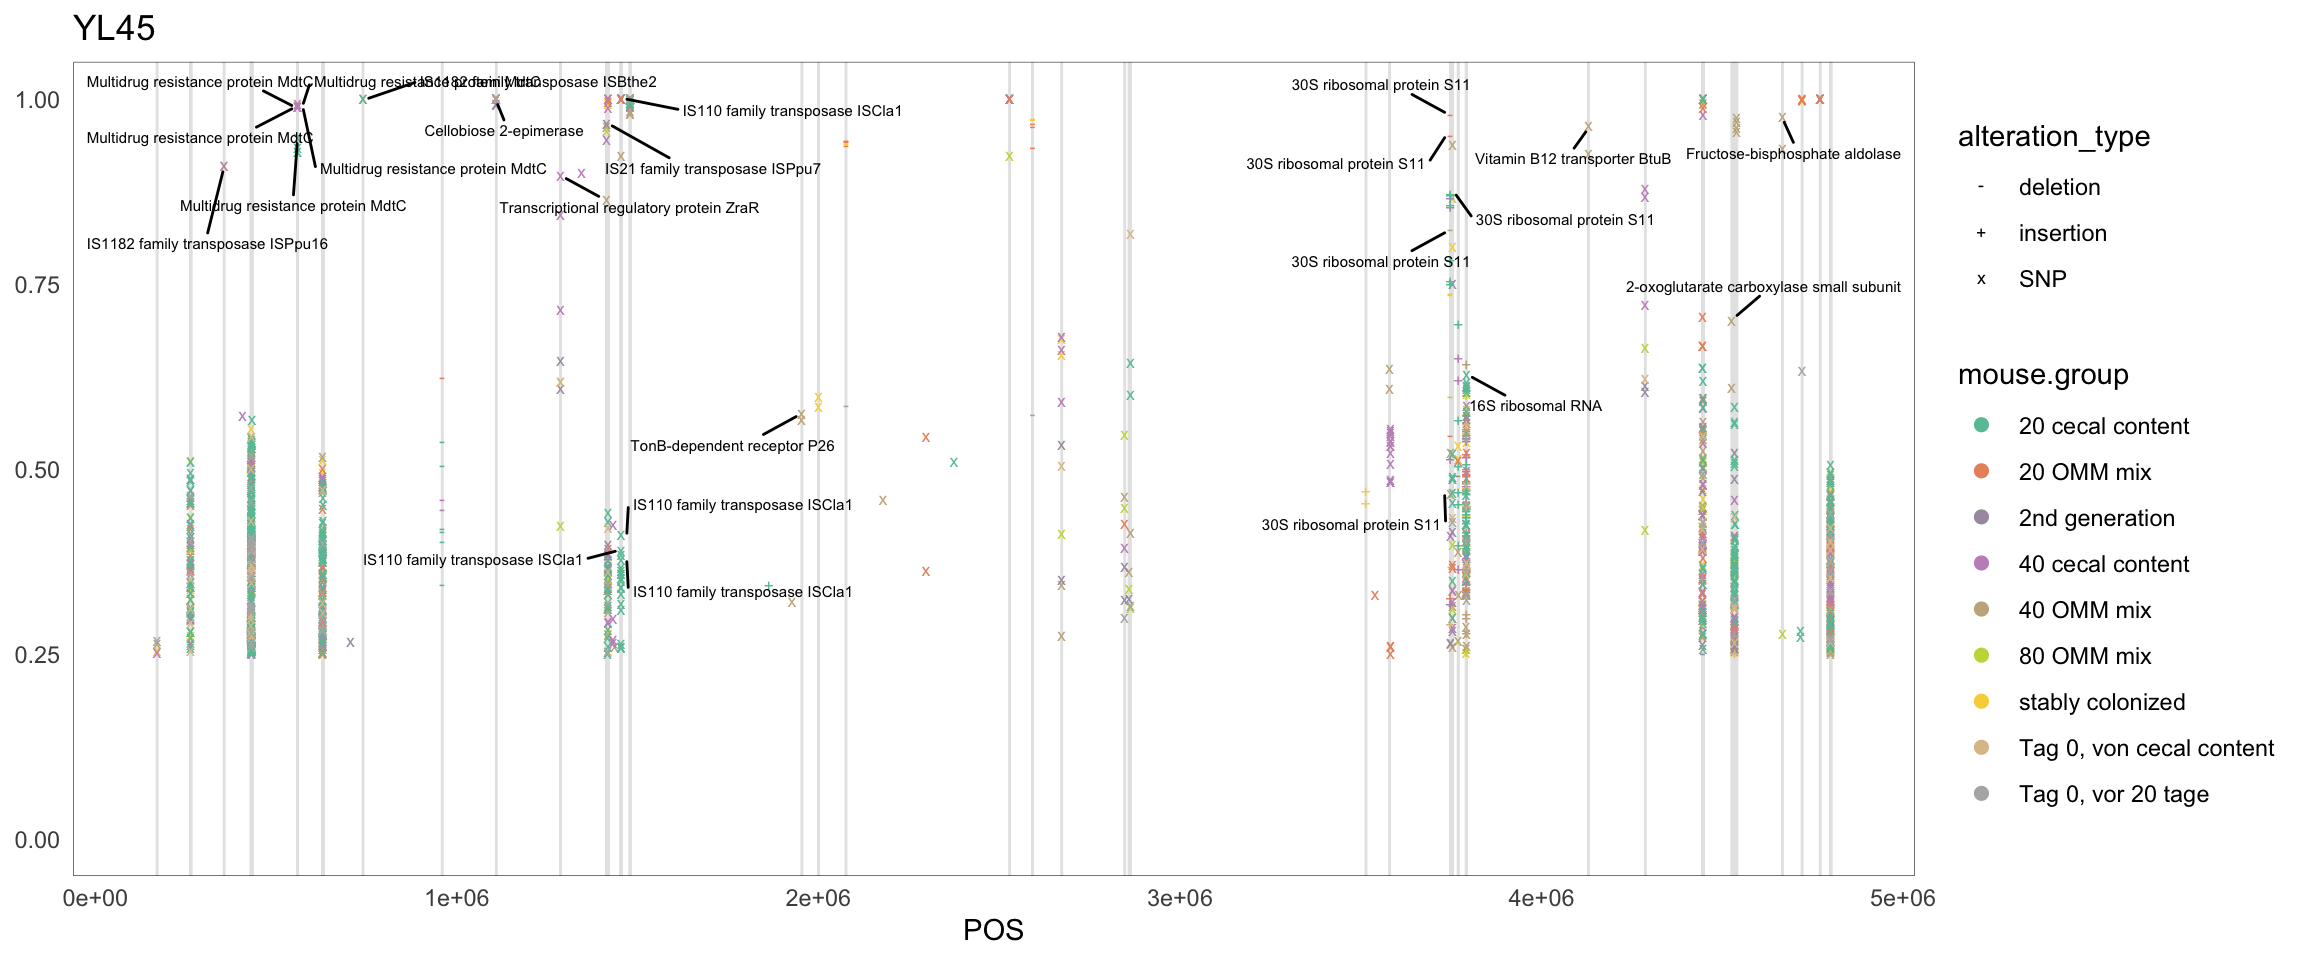 YL45
Multidrug resistance protein MdtC
Multidrug resistance protein MdtC
IS1182 family transposase ISBthe2
30S ribosomal protein S11
IS110 family transposase ISCla1
Multidrug resistance protein MdtC
Cellobiose 2-epimerase
Multidrug resistance protein MdtC
IS21 family transposase ISPpu7
30S ribosomal protein S11
Vitamin B12 transporter BtuB
Fructose-bisphosphate aldolase
Multidrug resistance protein MdtC
Transcriptional regulatory protein ZraR
30S ribosomal protein S11
IS1182 family transposase ISPpu16
30S ribosomal protein S11
2-oxoglutarate carboxylase small subunit
16S ribosomal RNA
TonB-dependent receptor P26
IS110 family transposase ISCla1
30S ribosomal protein S11
IS110 family transposase ISCla1
IS110 family transposase ISCla1
1.00
0.75
0.50
0.25
0.00
0e+00
1e+06
2e+06
3e+06
4e+06
5e+06
POS
alteration_type
- deletion
+ insertion
x SNP
mouse.group
20 cecal content
20 OMM mix
2nd generation
40 cecal content
40 OMM mix
80 OMM mix
stably colonized
Tag 0, von cecal content
Tag 0, vor 20 tage